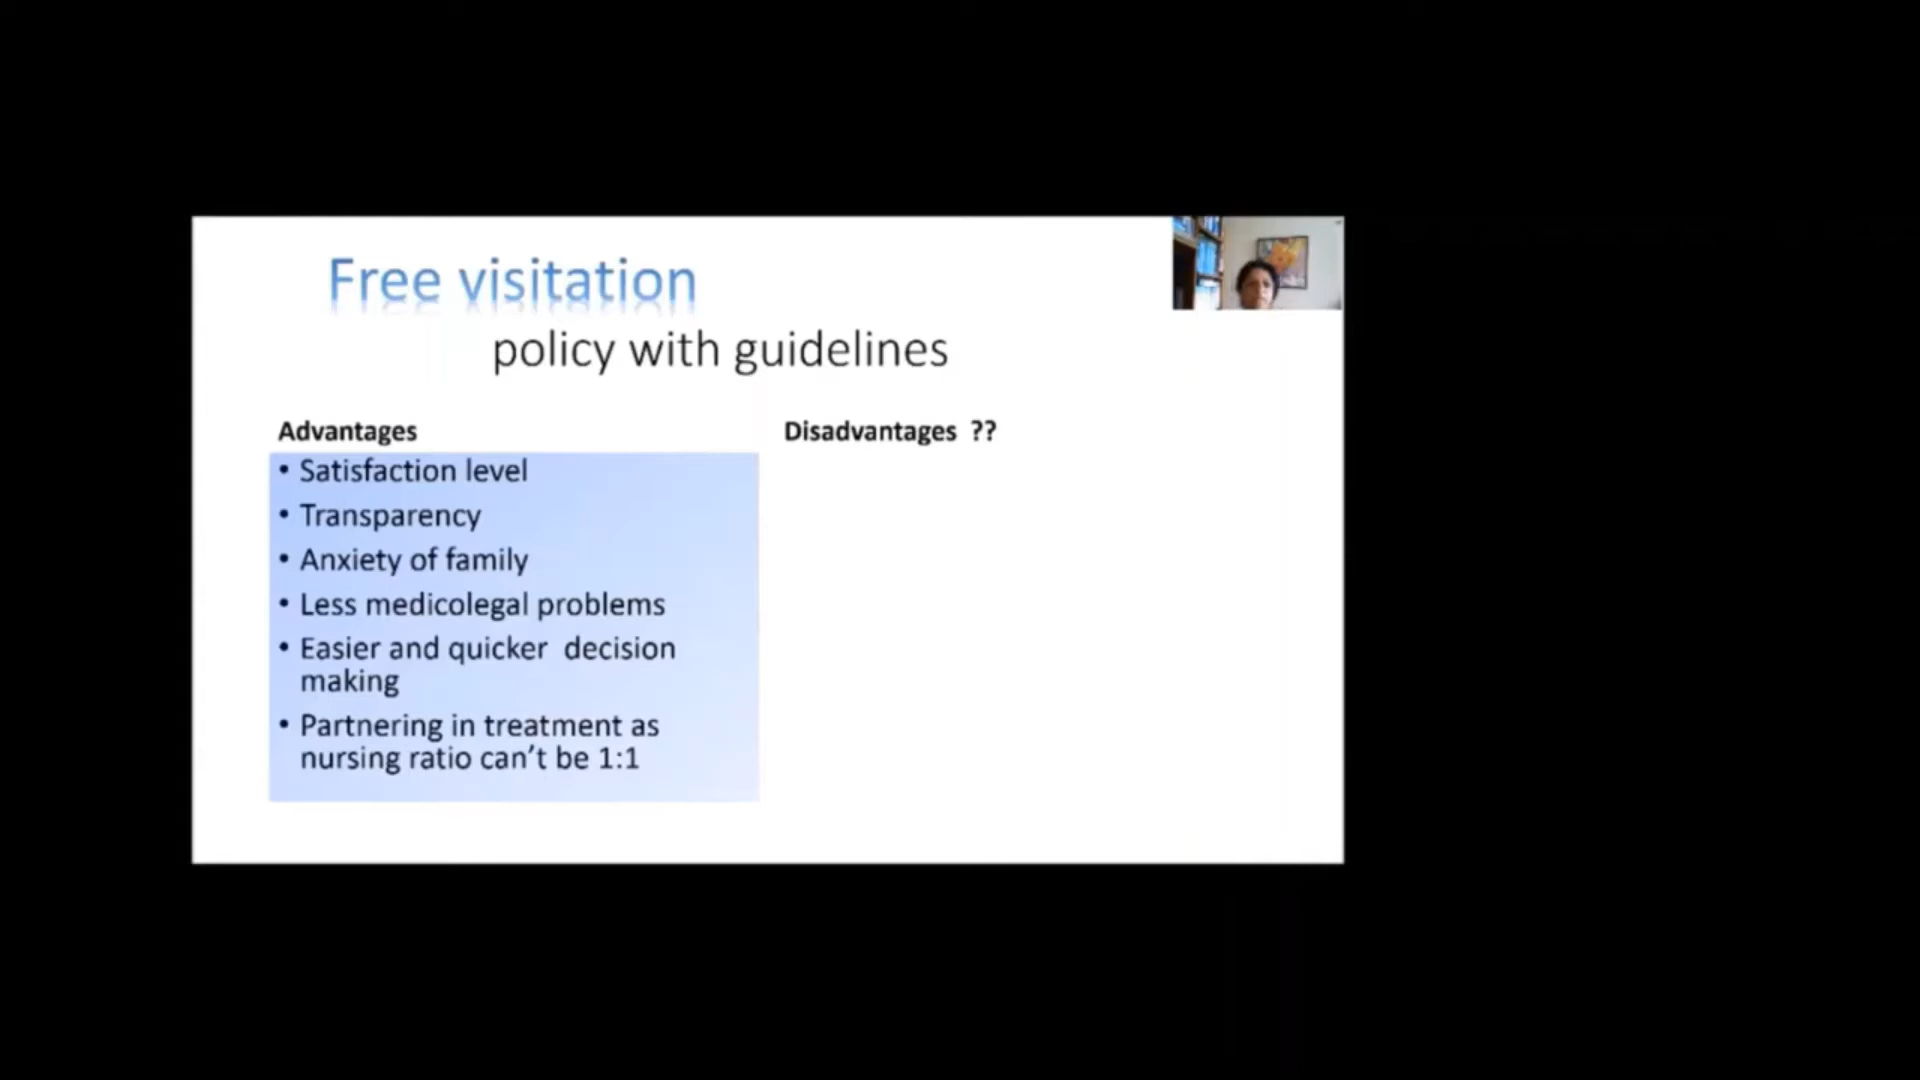 Free visitation
policy with guidelines
Advantages
• Satisfaction level
• Transparency
• Anxiety of family
• Less medicolegal problems
• Easier and quicker decision
making
• Partnering in treatment as
nursing ratio can't be 1:1
Disadvantages ??